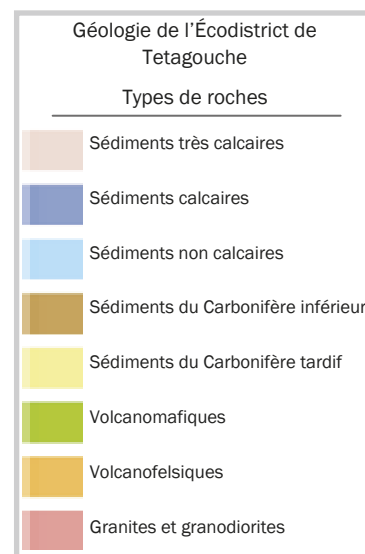 Géologie de l'Écodistrict de
Tetagouche
Types de roches
Sédiments très calcaires
Sédiments calcaires
Sédiments non calcaires
Sédiments du Carbonifère inférieur
Sédiments du Carbonifère tardif
Volcanomafiques
Volcanofelsiques
Granites et granodiorites